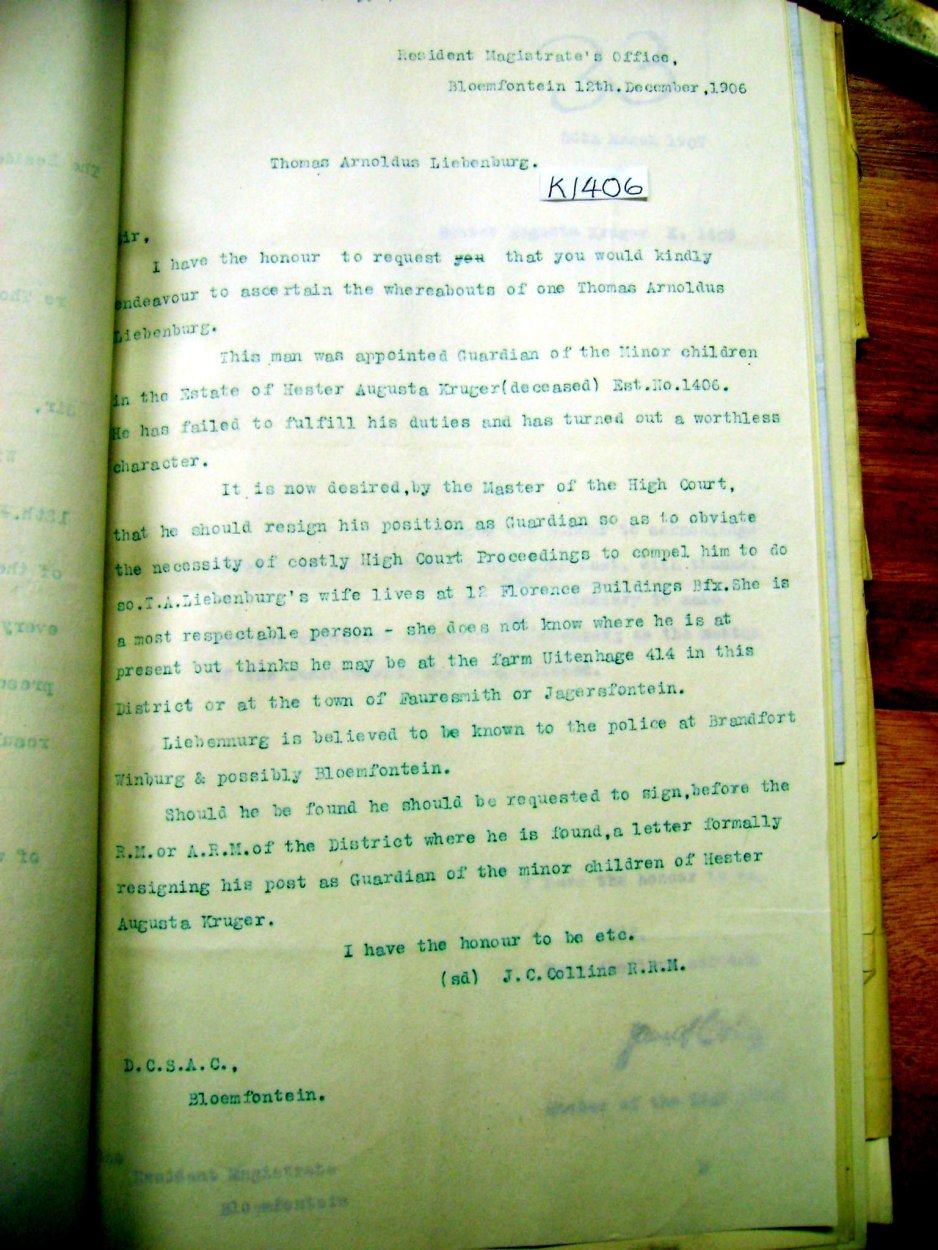 33
Resident Magistrate's Office,
Bloemfontein 12th.December,1906
Thomas Arnoldus Liebenburg.
K1406
Sir,
I have the honour to request you that you would kindly
endeavour to ascertain the whereabouts of one Thomas Arnoldus
Liebenburg.
This man was appointed Guardian of the Minor children
in the Estate of Hester Augusta Kruger(deceased) Est.No.1406.
He has failed to fulfill his duties and has turned out a worthless
character.
It is now desired,by the Master of the High Court,
that he should resign his position as Guardian so as to obviate
the necessity of costly High Court Proceedings to compel him to do
so.T.A.Liebenburg's wife lives at 12 Florence Buildings Bfx.She is
a most respectable person - she does not know where he is at
present but thinks he may be at the farm Uitenhage 414 in this
District or at the town of Fauresmith or Jagersfontein.
Liebennurg is believed to be known to the police at Brandfort
Winburg & possibly Bloemfontein.
Should he be found he should be requested to sign,before the
R.M.or A.R.M.of the District where he is found,a letter formally
resigning his post as Guardian of the minor children of Hester
Augusta Kruger.
I have the honour to be etc.
(sd) J.C.Collins R.R.M.
D.C.S.A.C.,
Bloemfontein.
Resident Magistrate
Bloemfontein